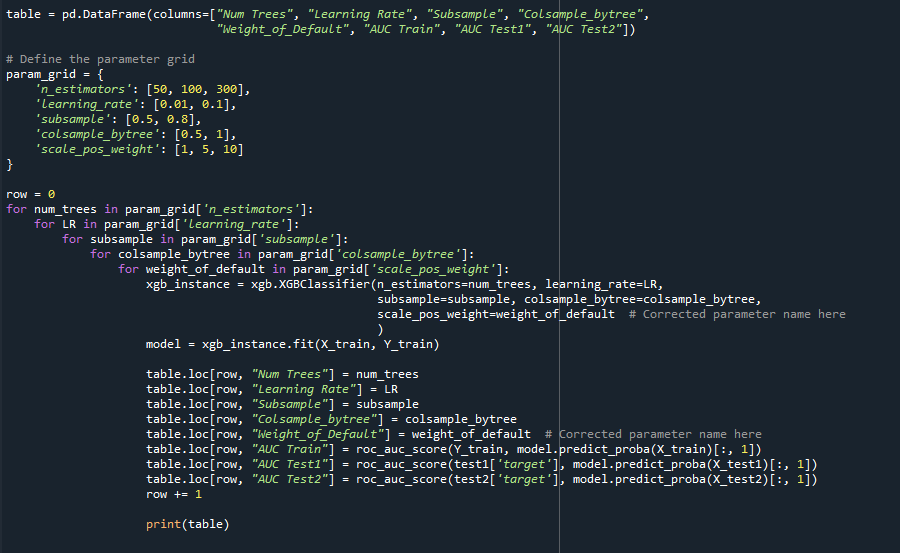 table = pd.DataFrame(columns=["Num Trees", "Learning Rate", "Subsample", "Colsample_bytree",
                              "Weight_of_Default", "AUC Train", "AUC Test1", "AUC Test2"])

# Define the parameter grid
param_grid = {
    'n_estimators': [50, 100, 300],
    'learning_rate': [0.01, 0.1],
    'subsample': [0.5, 0.8],
    'colsample_bytree': [0.5, 1],
    'scale_pos_weight': [1, 5, 10]
}

row = 0
for num_trees in param_grid['n_estimators']:
    for LR in param_grid['learning_rate']:
        for subsample in param_grid['subsample']:
            for colsample_bytree in param_grid['colsample_bytree']:
                for weight_of_default in param_grid['scale_pos_weight']:
                    xgb_instance = xgb.XGBClassifier(n_estimators=num_trees, learning_rate=LR,
                                                     subsample=subsample, colsample_bytree=colsample_bytree,
                                                     scale_pos_weight=weight_of_default  # Corrected parameter name here
                                                     )
                    model = xgb_instance.fit(X_train, Y_train)

                    table.loc[row, "Num Trees"] = num_trees
                    table.loc[row, "Learning Rate"] = LR
                    table.loc[row, "Subsample"] = subsample
                    table.loc[row, "Colsample_bytree"] = colsample_bytree
                    table.loc[row, "Weight_of_Default"] = weight_of_default  # Corrected parameter name here
                    table.loc[row, "AUC Train"] = roc_auc_score(Y_train, model.predict_proba(X_train)[:, 1])
                    table.loc[row, "AUC Test1"] = roc_auc_score(test1['target'], model.predict_proba(X_test1)[:, 1])
                    table.loc[row, "AUC Test2"] = roc_auc_score(test2['target'], model.predict_proba(X_test2)[:, 1])
                    row += 1

                    print(table)